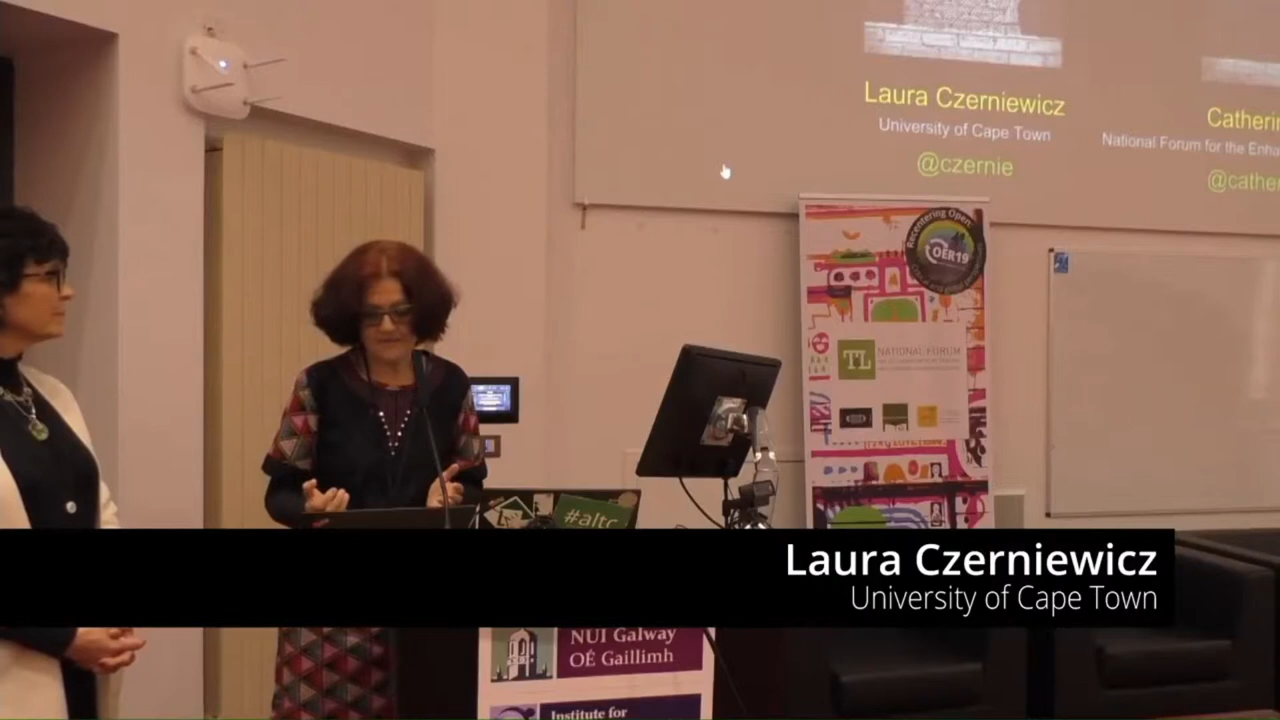 Laura Czerniewicz
University of Cape Town
@czernie
Catherin
National Forum for the Enha
@cather
Recentering Open:
OER19
TL
NATIONAL FORUM
#altc
Laura Czerniewicz
University of Cape Town
NUI Galway
OÉ Gaillimh
Institute for